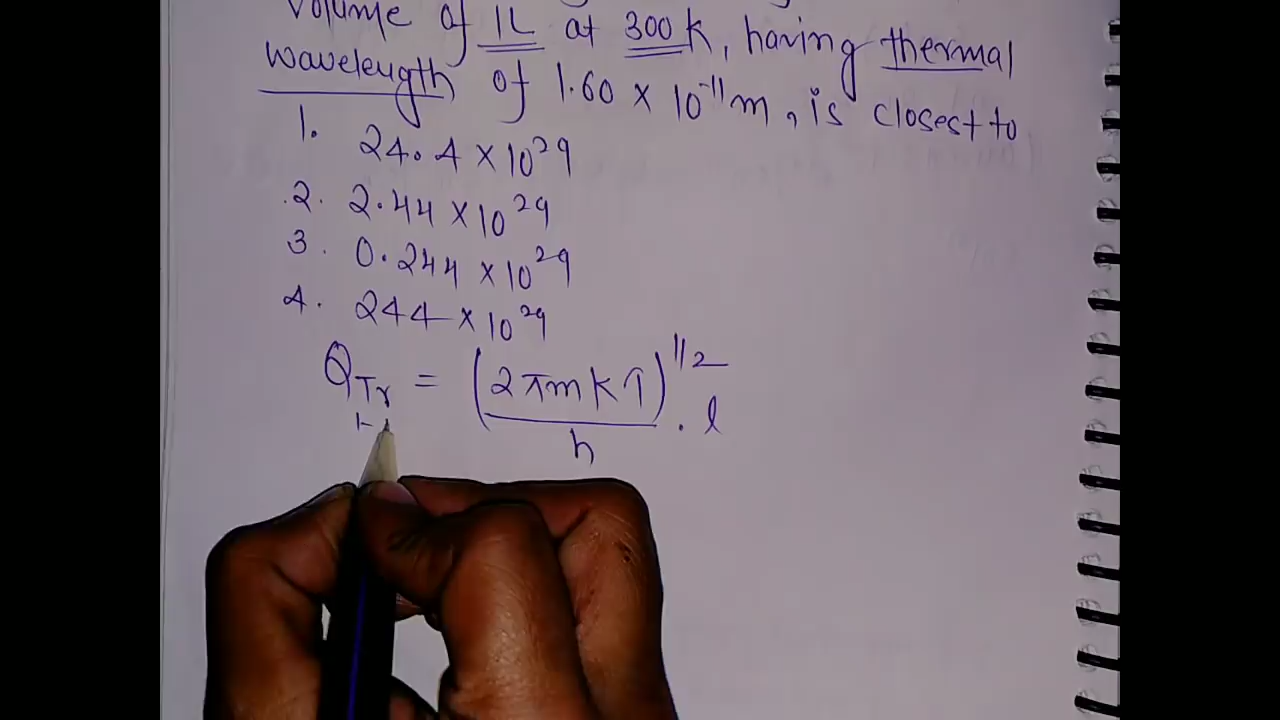 volume of 1L at 300 K, having thermal
wavelength of 1.60 × 10⁻¹¹ m, is closest to
1. 24.4 × 10²⁹
2. 2.44 × 10²⁹
3. 0.244 × 10²⁹
4. 244 × 10²⁹
Q_Tr = (2πmkT)^1/2 / h . l
1-